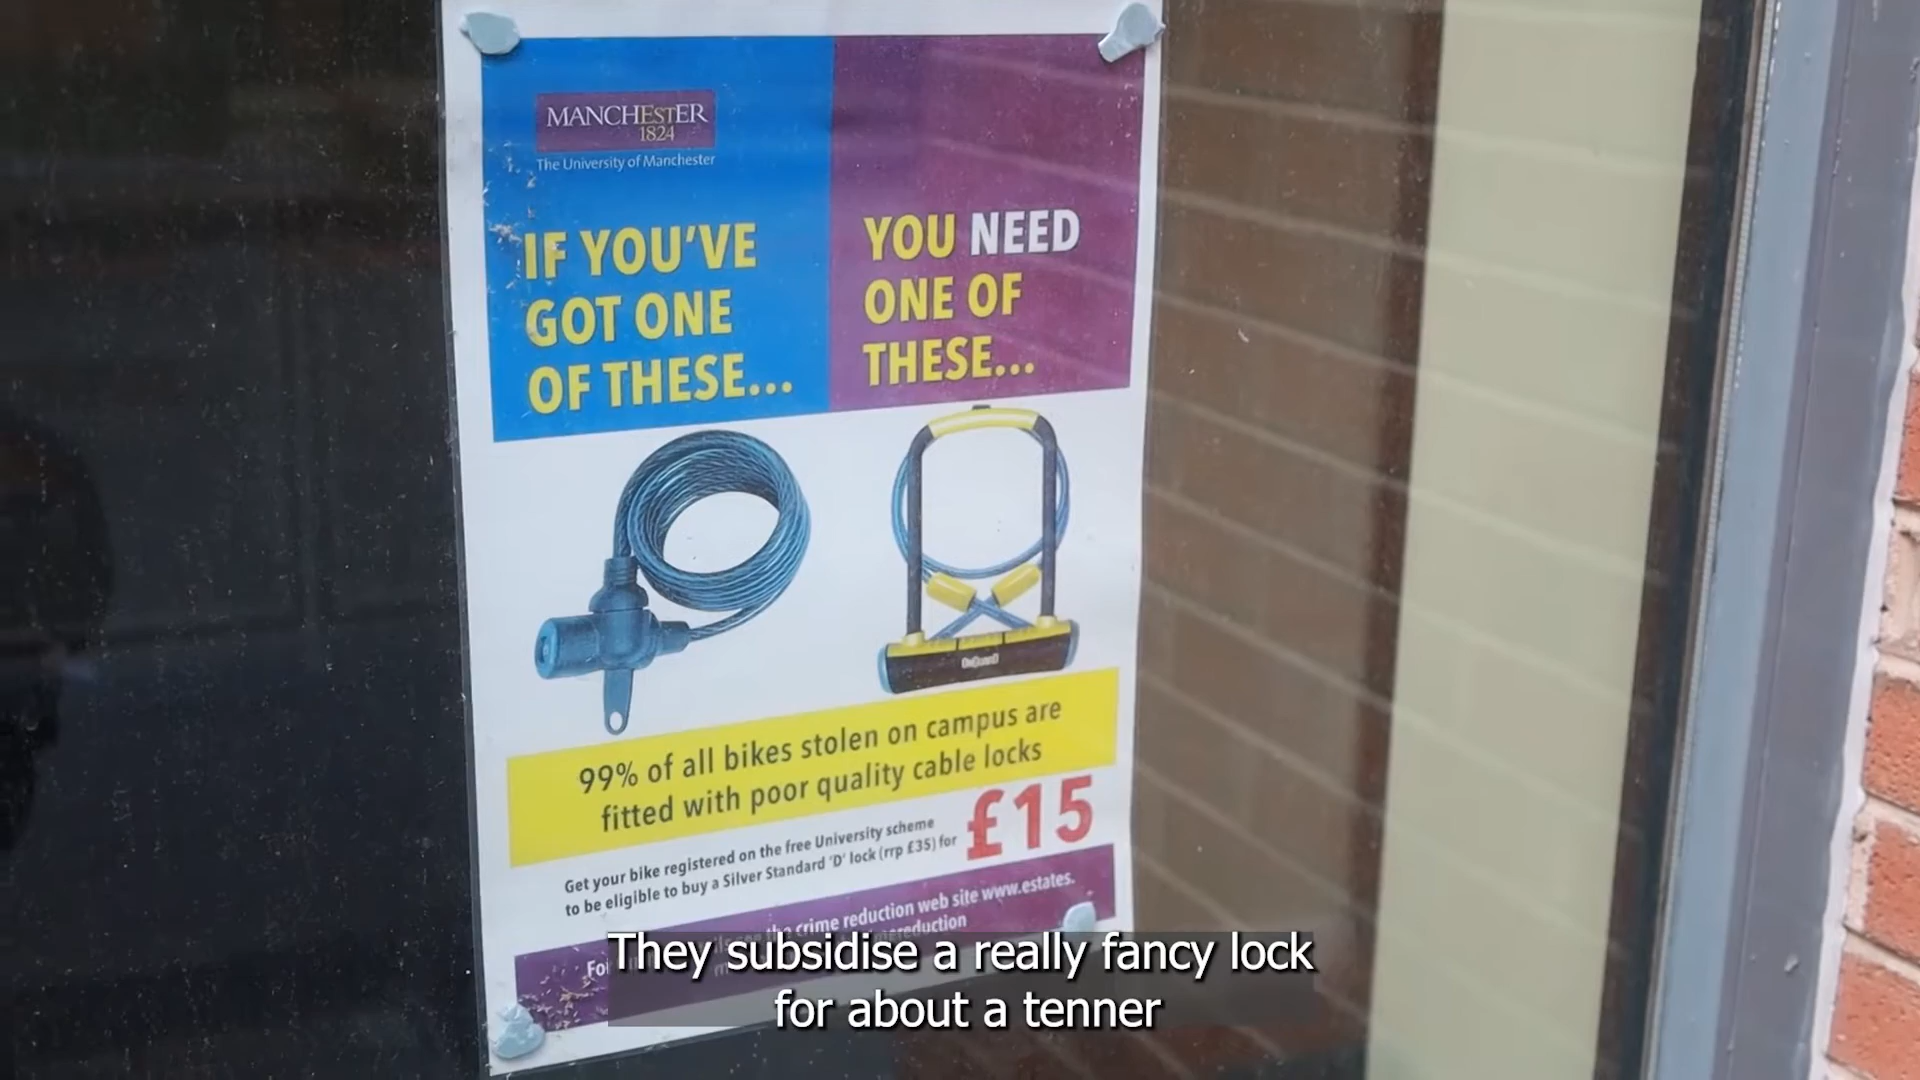 MANCHESTER
1824
The University of Manchester
IF YOU'VE
GOT ONE
OF THESE...
YOU NEED
ONE OF
THESE...
OnGuard
99% of all bikes stolen on campus are
fitted with poor quality cable locks
Get your bike registered on the free University scheme
to be eligible to buy a Silver Standard 'D' lock (rrp £35) for
£15
the crime reduction web site www.estates.
They subsidise a really fancy lock
for about a tenner